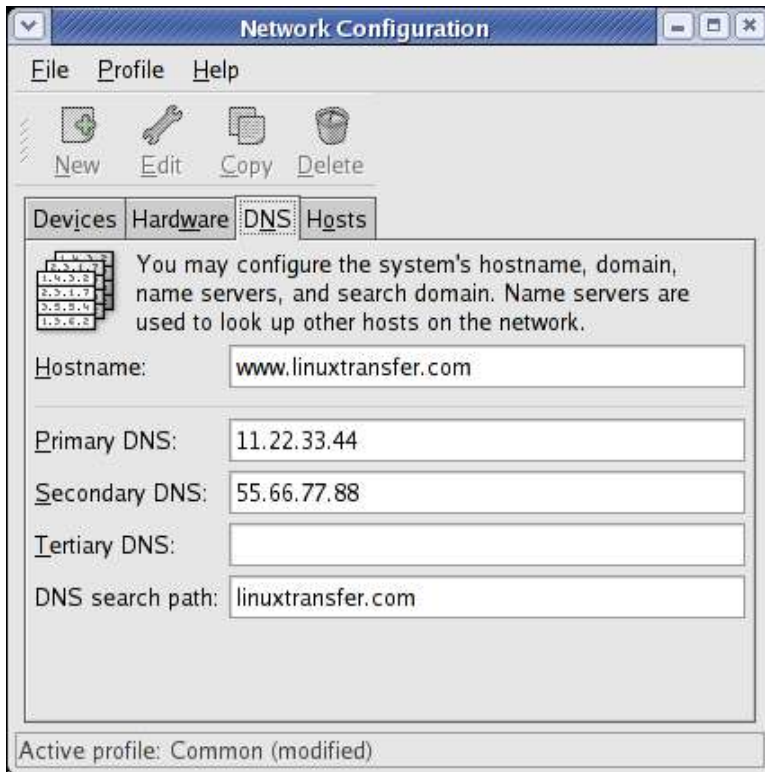 Network Configuration
File Profile Help
New Edit Copy Delete
Devices Hardware DNS Hosts
You may configure the system's hostname, domain,
name servers, and search domain. Name servers are
used to look up other hosts on the network.
Hostname: www.linuxtransfer.com
Primary DNS: 11.22.33.44
Secondary DNS: 55.66.77.88
Tertiary DNS:
DNS search path: linuxtransfer.com
Active profile: Common (modified)